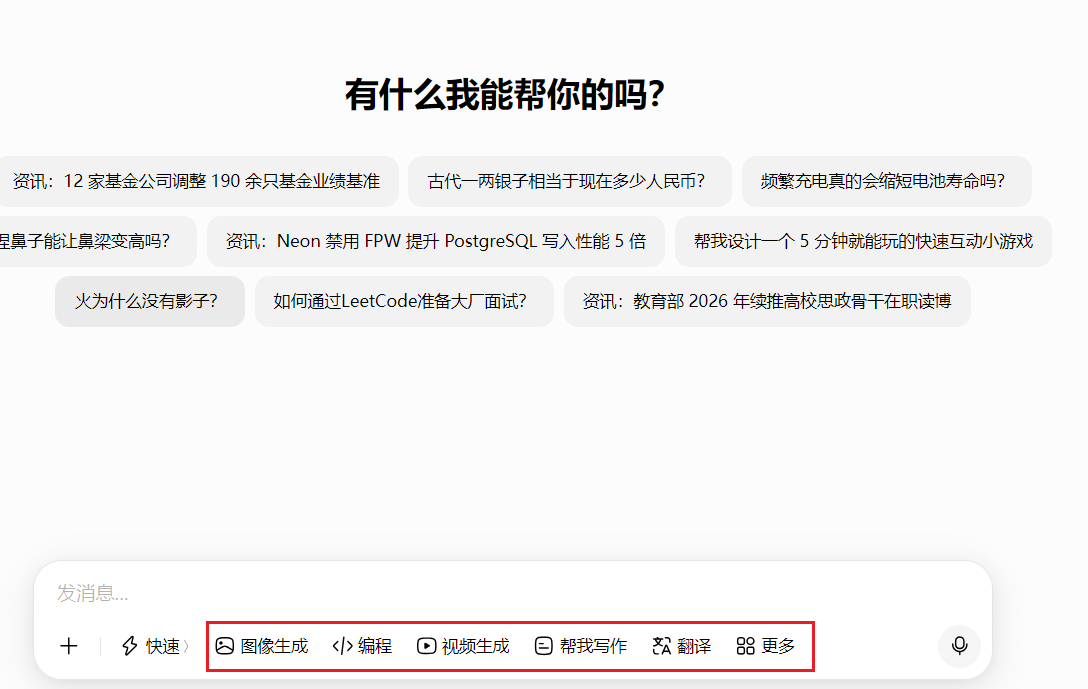 有什么我能帮你的吗？
资讯：12 家基金公司调整 190 余只基金业绩基准
古代一两银子相当于现在多少人民币？
频繁充电真的会缩短电池寿命吗？
鼻子能让鼻梁变高吗？
资讯：Neon 禁用 FPW 提升 PostgreSQL 写入性能 5 倍
帮我设计一个 5 分钟就能玩的快速互动小游戏
火为什么没有影子？
如何通过LeetCode准备大厂面试？
资讯：教育部 2026 年续推高校思政骨干在职读博
发消息...
快速
图像生成
编程
视频生成
帮我写作
翻译
更多